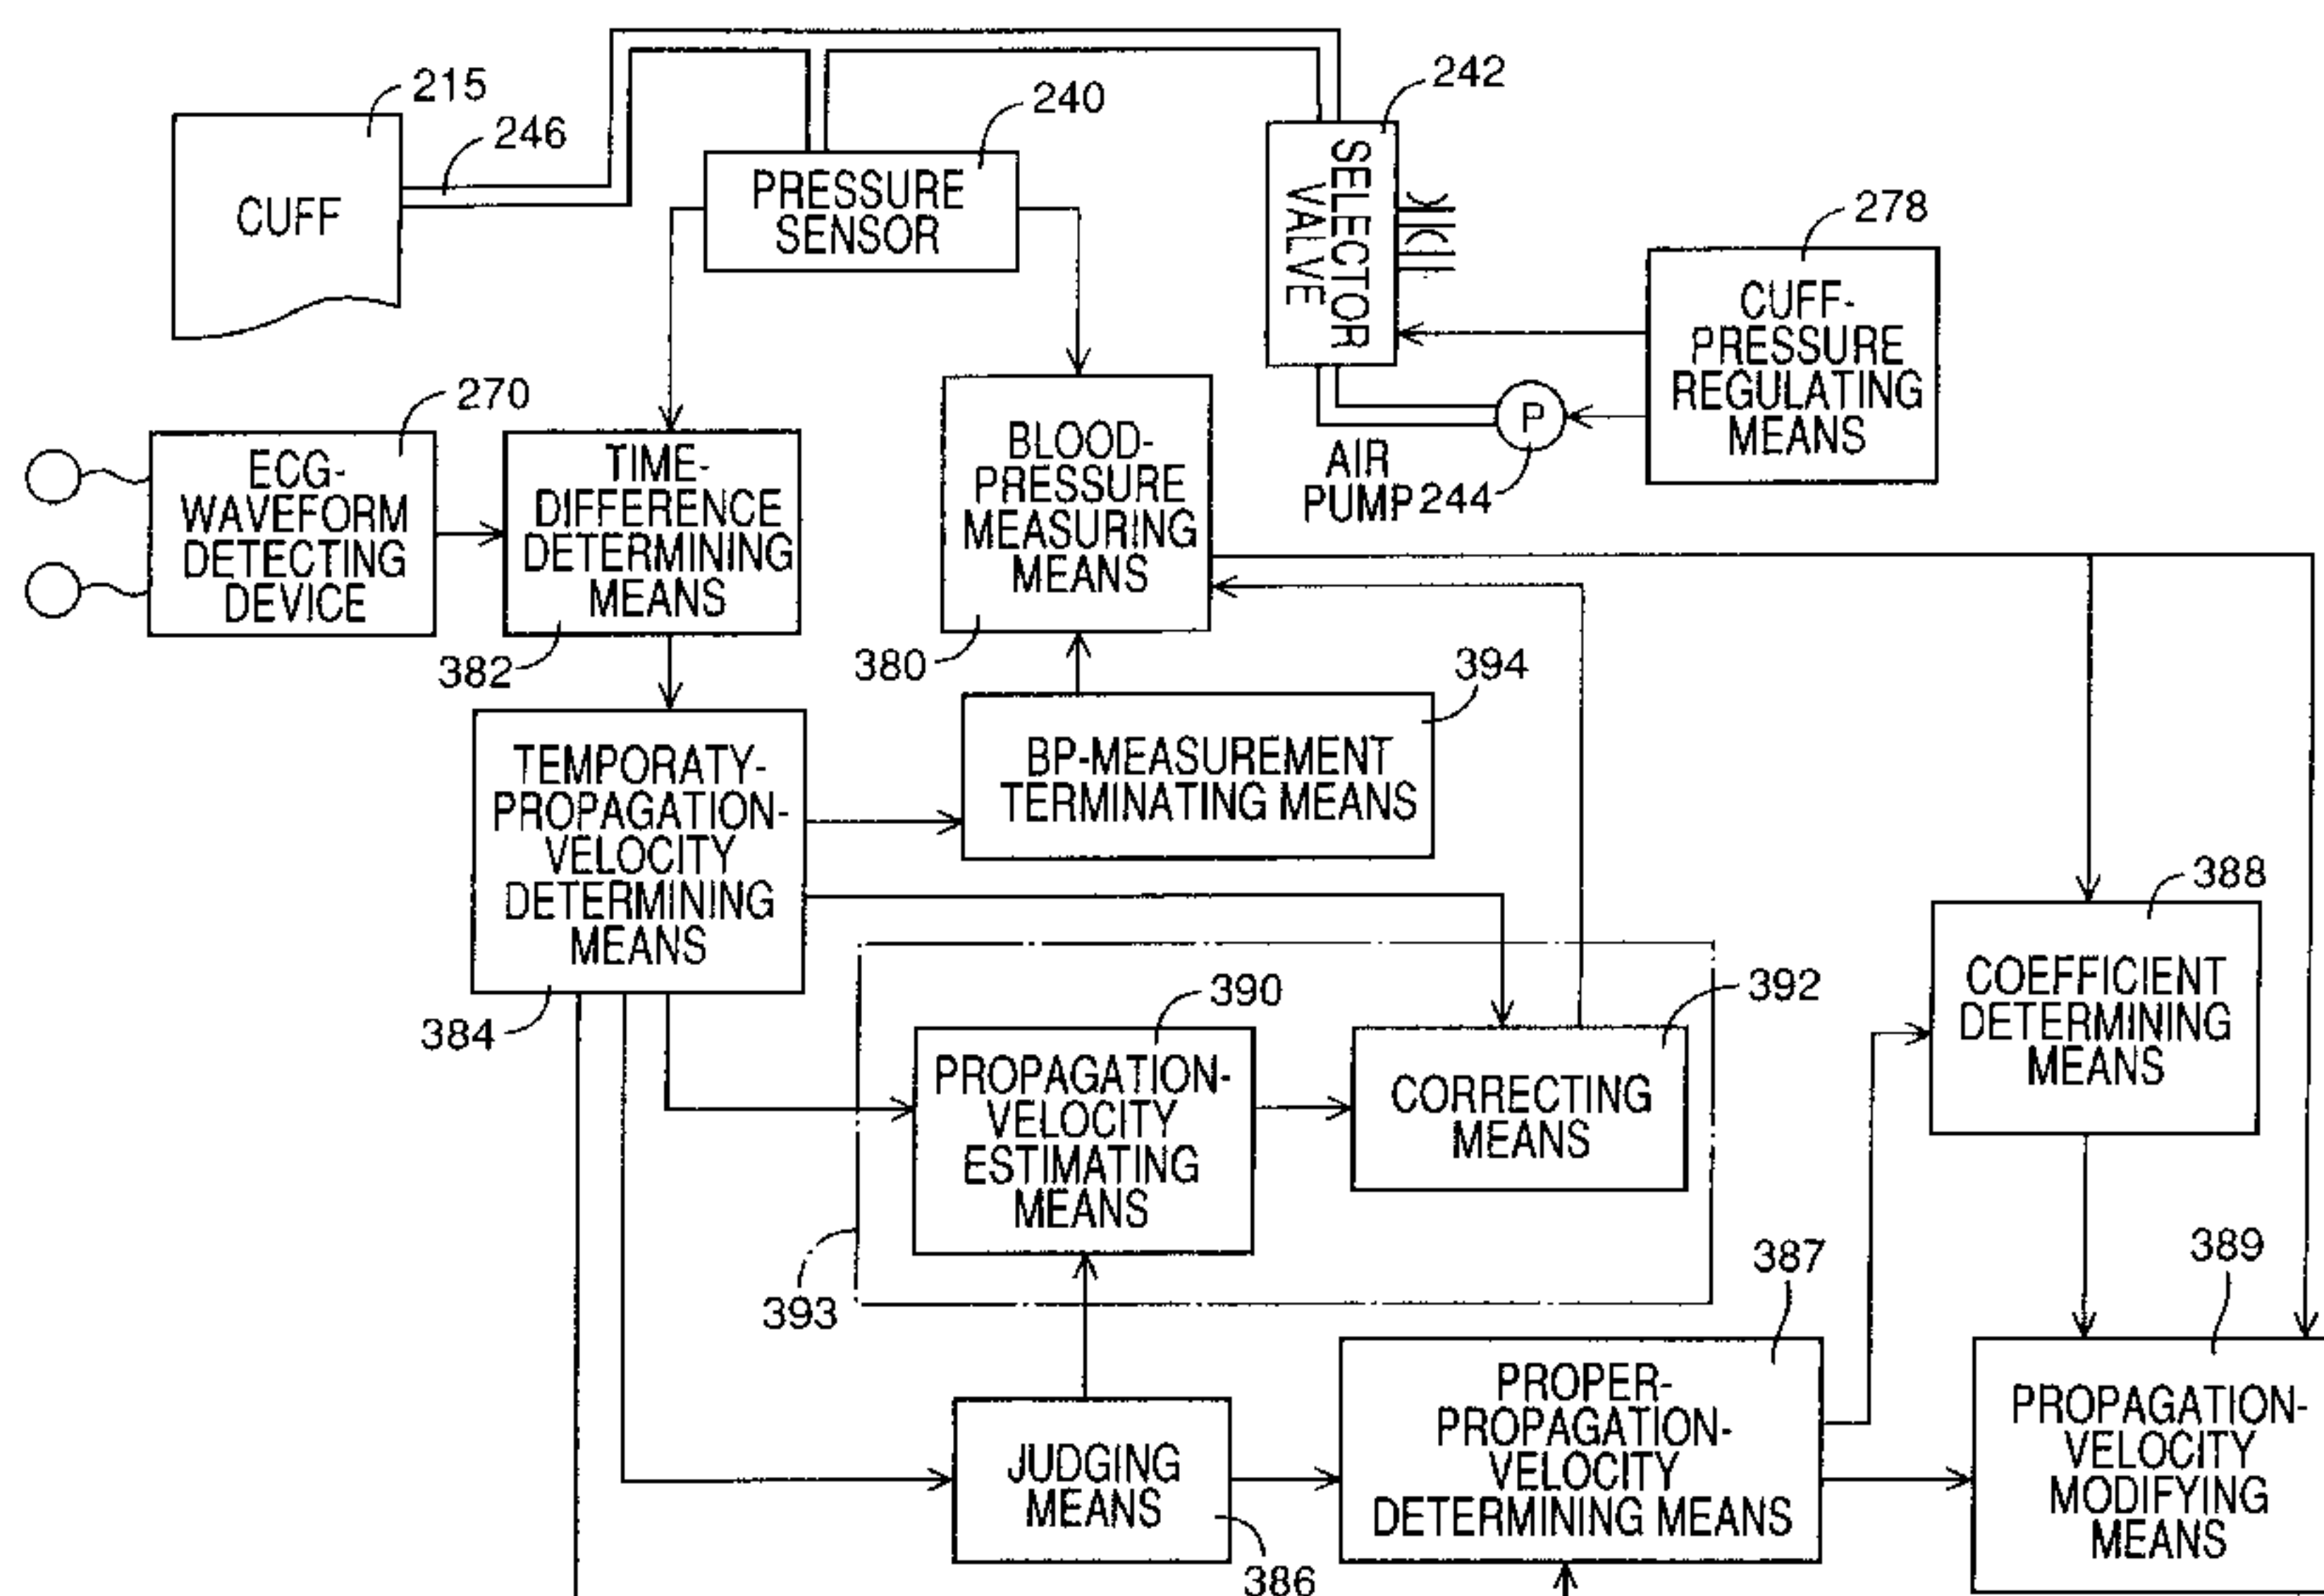 215
246
CUFF
240
PRESSURE
SENSOR
242
SELECTOR
VALVE
278
CUFF-
PRESSURE
REGULATING
MEANS
P
AIR
PUMP 244
270
ECG-
WAVEFORM
DETECTING
DEVICE
TIME-
DIFFERENCE
DETERMINING
MEANS
382
BLOOD-
PRESSURE
MEASURING
MEANS
380
394
BP-MEASUREMENT
TERMINATING MEANS
TEMPORATY-
PROPAGATION-
VELOCITY
DETERMINING
MEANS
384
388
COEFFICIENT
DETERMINING
MEANS
390
PROPAGATION-
VELOCITY
ESTIMATING
MEANS
392
CORRECTING
MEANS
393
JUDGING
MEANS
386
387
PROPER-
PROPAGATION-
VELOCITY
DETERMINING MEANS
389
PROPAGATION-
VELOCITY
MODIFYING
MEANS